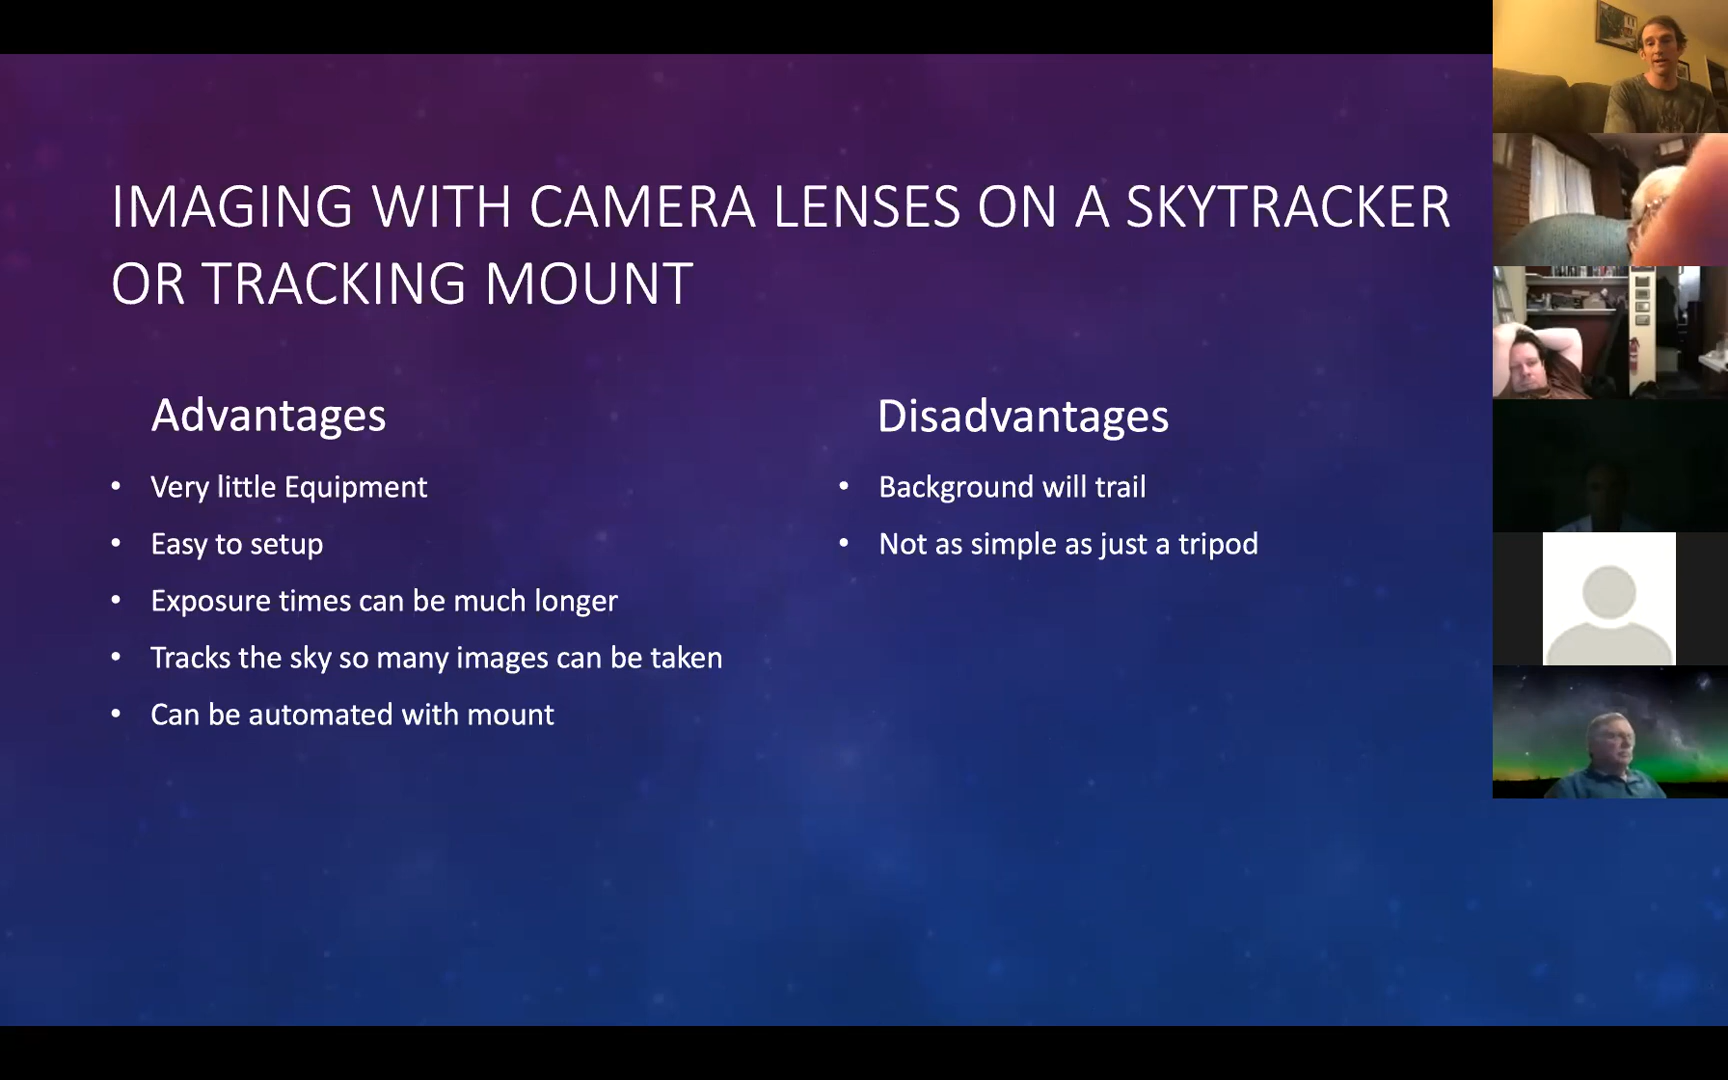 IMAGING WITH CAMERA LENSES ON A SKYTRACKER
OR TRACKING MOUNT
Advantages
• Very little Equipment
• Easy to setup
• Exposure times can be much longer
• Tracks the sky so many images can be taken
• Can be automated with mount
Disadvantages
• Background will trail
• Not as simple as just a tripod